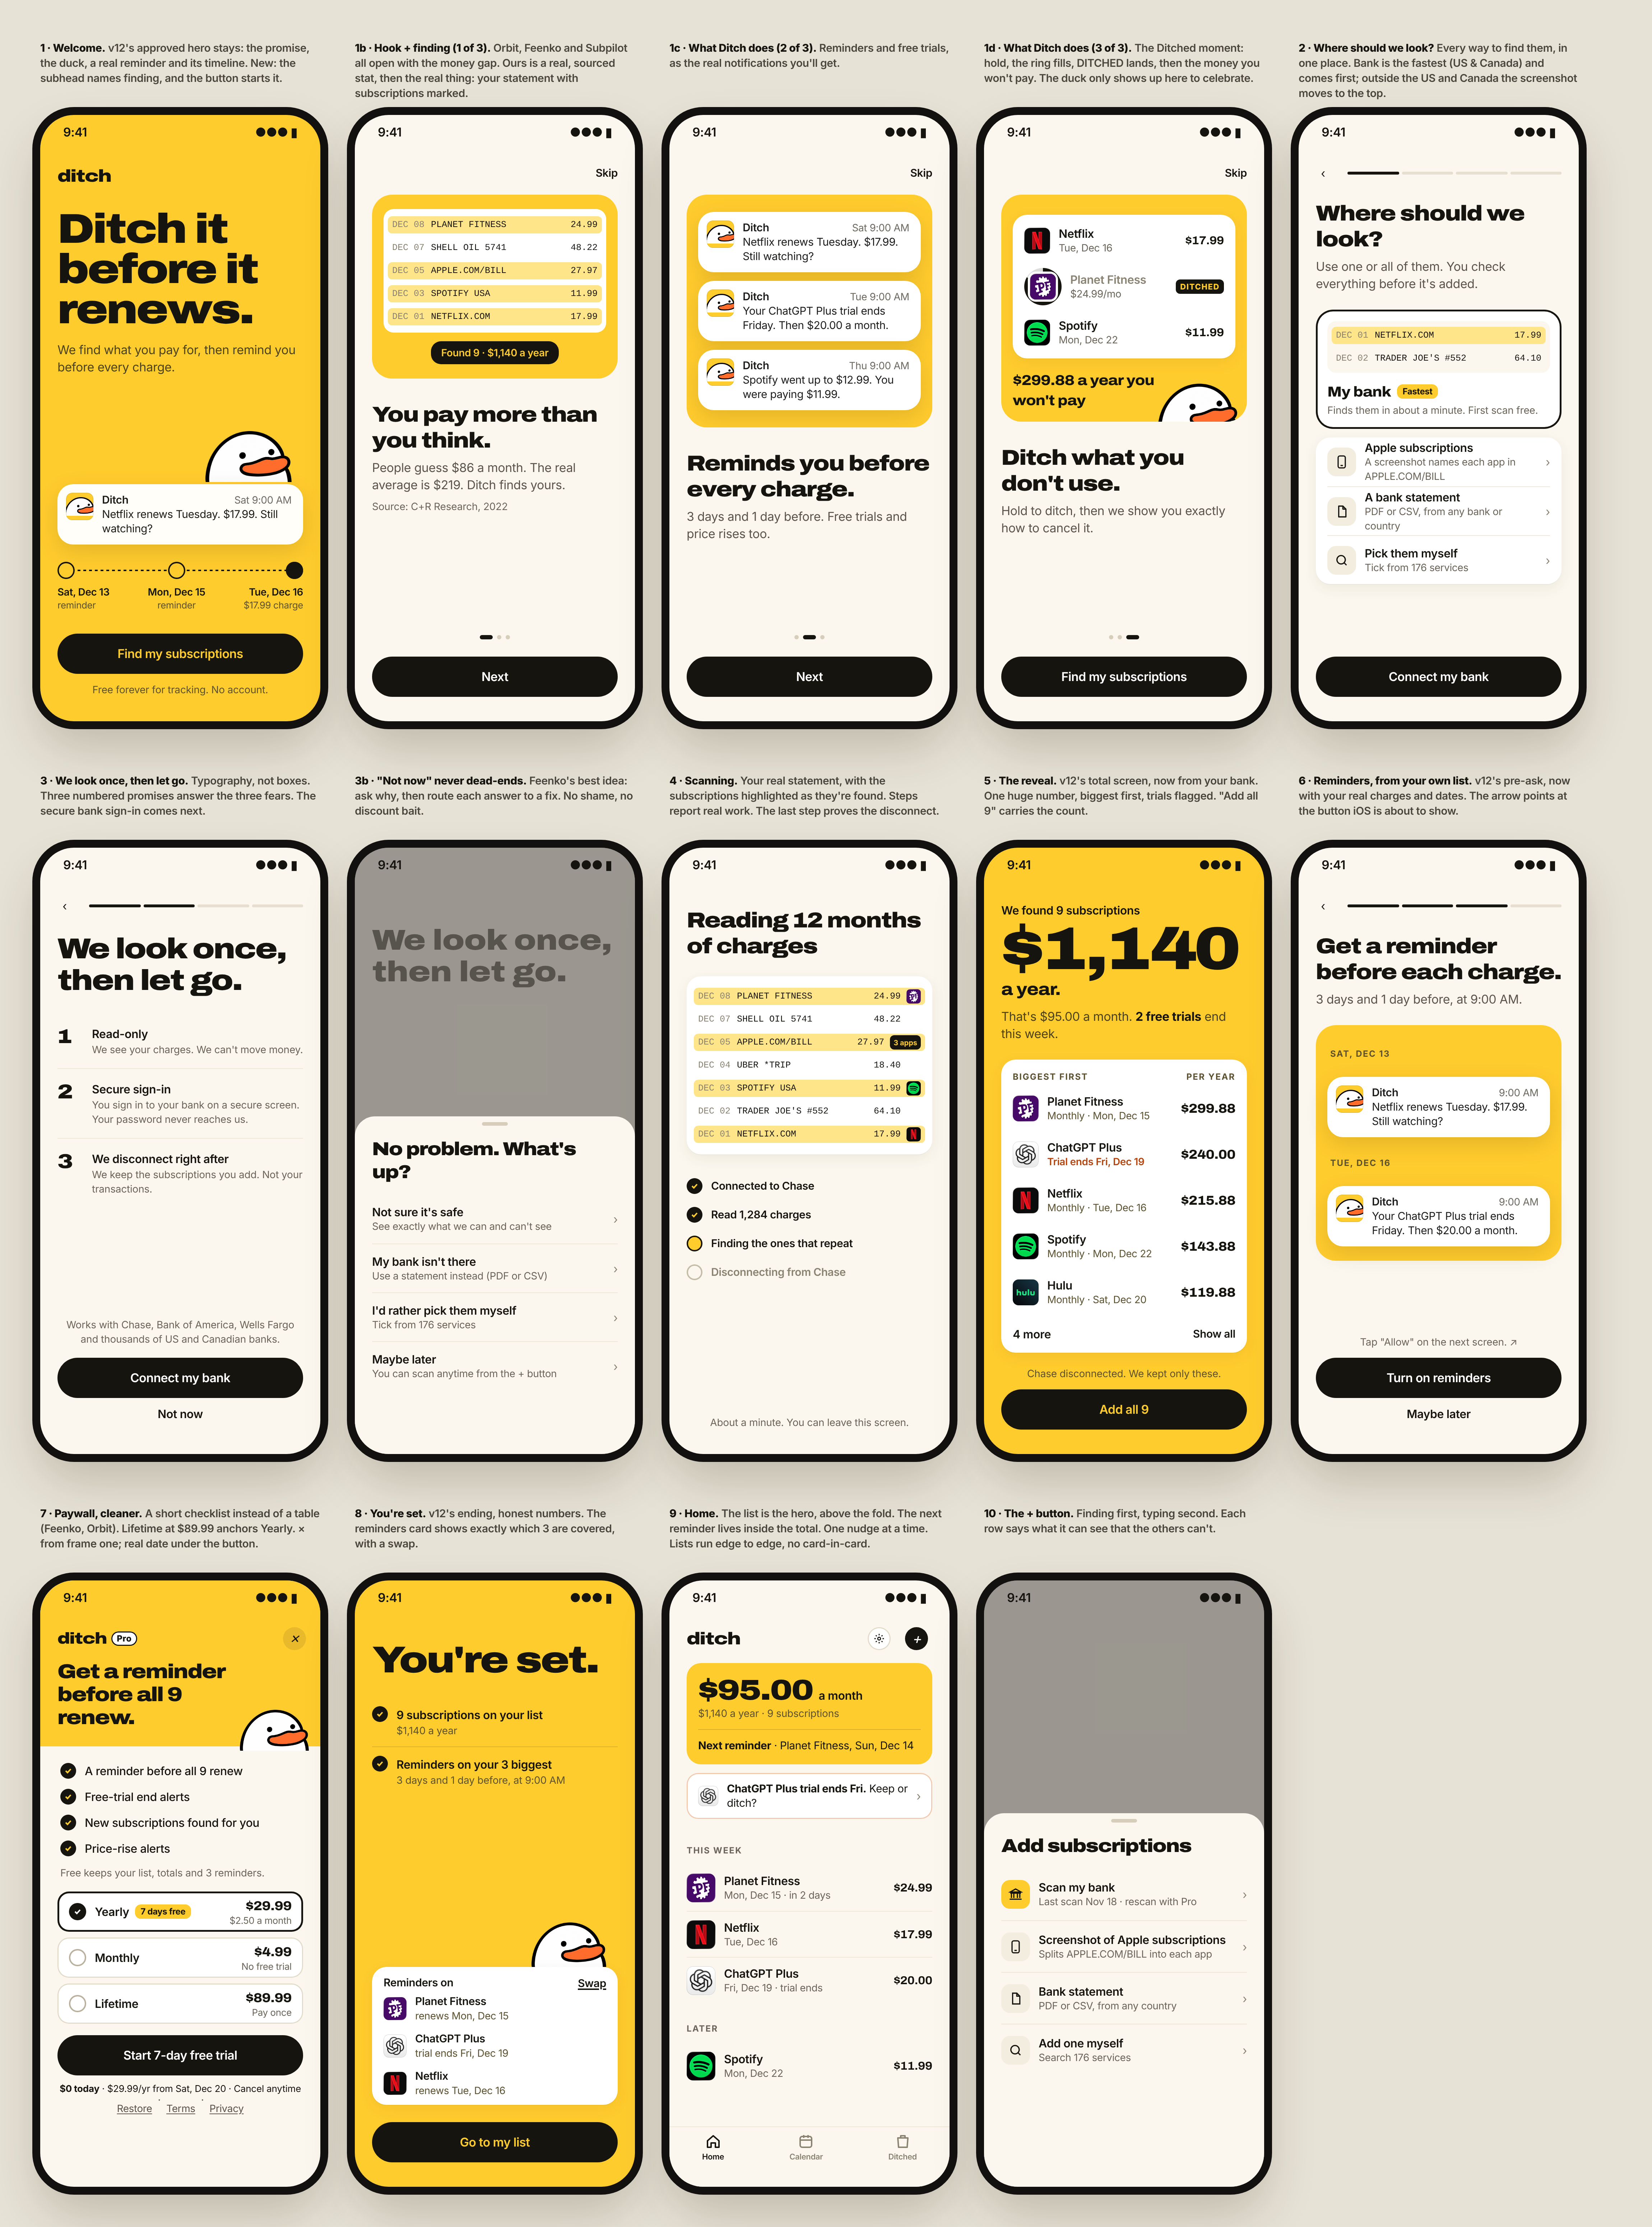 1 · Welcome. v12's approved hero stays: the promise,
the duck, a real reminder and its timeline. New: the
subhead names finding, and the button starts it.
9:41
ditch
Ditch it
before it
renews.
We find what you pay for, then remind you
before every charge.
Ditch Sat 9:00 AM
Netflix renews Tuesday. $17.99. Still
watching?
Sat, Dec 13 Mon, Dec 15 Tue, Dec 16
reminder reminder $17.99 charge
Find my subscriptions
Free forever for tracking. No account.
1b · Hook + finding (1 of 3). Orbit, Feenko and Subpilot
all open with the money gap. Ours is a real, sourced
stat, then the real thing: your statement with
subscriptions marked.
9:41
Skip
DEC 08 PLANET FITNESS 24.99
DEC 07 SHELL OIL 5741 48.22
DEC 05 APPLE.COM/BILL 27.97
DEC 03 SPOTIFY USA 11.99
DEC 01 NETFLIX.COM 17.99
Found 9 · $1,140 a year
You pay more than
you think.
People guess $86 a month. The real
average is $219. Ditch finds yours.
Source: C+R Research, 2022
Next
1c · What Ditch does (2 of 3). Reminders and free trials,
as the real notifications you'll get.
9:41
Skip
Ditch Sat 9:00 AM
Netflix renews Tuesday. $17.99.
Still watching?
Ditch Tue 9:00 AM
Your ChatGPT Plus trial ends
Friday. Then $20.00 a month.
Ditch Thu 9:00 AM
Spotify went up to $12.99. You
were paying $11.99.
Reminds you before
every charge.
3 days and 1 day before. Free trials and
price rises too.
Next
1d · What Ditch does (3 of 3). The Ditched moment:
hold, the ring fills, DITCHED lands, then the money you
won't pay. The duck only shows up here to celebrate.
9:41
Skip
Netflix $17.99
Tue, Dec 16
Planet Fitness DITCHED
$24.99/mo
Spotify $11.99
Mon, Dec 22
$299.88 a year you
won't pay
Ditch what you
don't use.
Hold to ditch, then we show you exactly
how to cancel it.
Find my subscriptions
2 · Where should we look? Every way to find them, in
one place. Bank is the fastest (US & Canada) and
comes first; outside the US and Canada the screenshot
moves to the top.
9:41
‹
Where should we
look?
Use one or all of them. You check
everything before it's added.
DEC 01 NETFLIX.COM 17.99
DEC 02 TRADER JOE'S #552 64.10
My bank Fastest
Finds them in about a minute. First scan free.
Apple subscriptions ›
A screenshot names each app in
APPLE.COM/BILL
A bank statement ›
PDF or CSV, from any bank or
country
Pick them myself ›
Tick from 176 services
Connect my bank
3 · We look once, then let go. Typography, not boxes.
Three numbered promises answer the three fears. The
secure bank sign-in comes next.
9:41
‹
We look once,
then let go.
1 Read-only
We see your charges. We can't move money.
2 Secure sign-in
You sign in to your bank on a secure screen.
Your password never reaches us.
3 We disconnect right after
We keep the subscriptions you add. Not your
transactions.
Works with Chase, Bank of America, Wells Fargo
and thousands of US and Canadian banks.
Connect my bank
Not now
3b · "Not now" never dead-ends. Feenko's best idea:
ask why, then route each answer to a fix. No shame, no
discount bait.
9:41
We look once,
then let go.
No problem. What's
up?
Not sure it's safe ›
See exactly what we can and can't see
My bank isn't there ›
Use a statement instead (PDF or CSV)
I'd rather pick them myself ›
Tick from 176 services
Maybe later ›
You can scan anytime from the + button
4 · Scanning. Your real statement, with the
subscriptions highlighted as they're found. Steps
report real work. The last step proves the disconnect.
9:41
Reading 12 months
of charges
DEC 08 PLANET FITNESS 24.99
DEC 07 SHELL OIL 5741 48.22
DEC 05 APPLE.COM/BILL 27.97 3 apps
DEC 04 UBER *TRIP 18.40
DEC 03 SPOTIFY USA 11.99
DEC 02 TRADER JOE'S #552 64.10
DEC 01 NETFLIX.COM 17.99
Connected to Chase
Read 1,284 charges
Finding the ones that repeat
Disconnecting from Chase
About a minute. You can leave this screen.
5 · The reveal. v12's total screen, now from your bank.
One huge number, biggest first, trials flagged. "Add all
9" carries the count.
9:41
We found 9 subscriptions
$1,140
a year.
That's $95.00 a month. 2 free trials end
this week.
BIGGEST FIRST PER YEAR
Planet Fitness $299.88
Monthly · Mon, Dec 15
ChatGPT Plus $240.00
Trial ends Fri, Dec 19
Netflix $215.88
Monthly · Tue, Dec 16
Spotify $143.88
Monthly · Mon, Dec 22
hulu
Hulu $119.88
Monthly · Sat, Dec 20
4 more Show all
Chase disconnected. We kept only these.
Add all 9
6 · Reminders, from your own list. v12's pre-ask, now
with your real charges and dates. The arrow points at
the button iOS is about to show.
9:41
‹
Get a reminder
before each charge.
3 days and 1 day before, at 9:00 AM.
SAT, DEC 13
Ditch 9:00 AM
Netflix renews Tuesday. $17.99.
Still watching?
TUE, DEC 16
Ditch 9:00 AM
Your ChatGPT Plus trial ends
Friday. Then $20.00 a month.
Tap "Allow" on the next screen. ↗
Turn on reminders
Maybe later
7 · Paywall, cleaner. A short checklist instead of a table
(Feenko, Orbit). Lifetime at $89.99 anchors Yearly. ×
from frame one; real date under the button.
9:41
ditch Pro ×
Get a reminder
before all 9
renew.
A reminder before all 9 renew
Free-trial end alerts
New subscriptions found for you
Price-rise alerts
Free keeps your list, totals and 3 reminders.
Yearly 7 days free $29.99
$2.50 a month
Monthly $4.99
No free trial
Lifetime $89.99
Pay once
Start 7-day free trial
$0 today · $29.99/yr from Sat, Dec 20 · Cancel anytime
Restore Terms Privacy
8 · You're set. v12's ending, honest numbers. The
reminders card shows exactly which 3 are covered,
with a swap.
9:41
You're set.
9 subscriptions on your list
$1,140 a year
Reminders on your 3 biggest
3 days and 1 day before, at 9:00 AM
Reminders on Swap
Planet Fitness
renews Mon, Dec 15
ChatGPT Plus
trial ends Fri, Dec 19
Netflix
renews Tue, Dec 16
Go to my list
9 · Home. The list is the hero, above the fold. The next
reminder lives inside the total. One nudge at a time.
Lists run edge to edge, no card-in-card.
9:41
ditch +
$95.00 a month
$1,140 a year · 9 subscriptions
Next reminder · Planet Fitness, Sun, Dec 14
ChatGPT Plus trial ends Fri. Keep or ›
ditch?
THIS WEEK
Planet Fitness $24.99
Mon, Dec 15 · in 2 days
Netflix $17.99
Tue, Dec 16
ChatGPT Plus $20.00
Fri, Dec 19 · trial ends
LATER
Spotify $11.99
Mon, Dec 22
Home Calendar Ditched
10 · The + button. Finding first, typing second. Each
row says what it can see that the others can't.
9:41
Add subscriptions
Scan my bank ›
Last scan Nov 18 · rescan with Pro
Screenshot of Apple subscriptions ›
Splits APPLE.COM/BILL into each app
Bank statement ›
PDF or CSV, from any country
Add one myself ›
Search 176 services